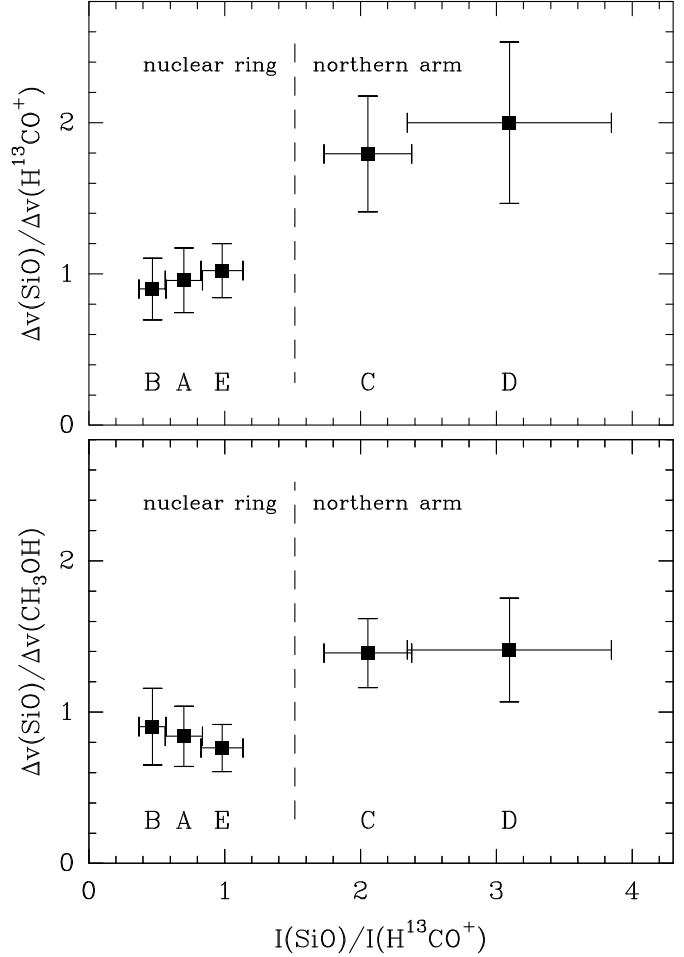 nuclear ring northern arm
2
1
0
Δv(SiO)/Δv(H¹³CO⁺)
B A E C D
nuclear ring northern arm
2
1
0
Δv(SiO)/Δv(CH₃OH)
B A E C D
0 1 2 3 4
I(SiO)/I(H¹³CO⁺)